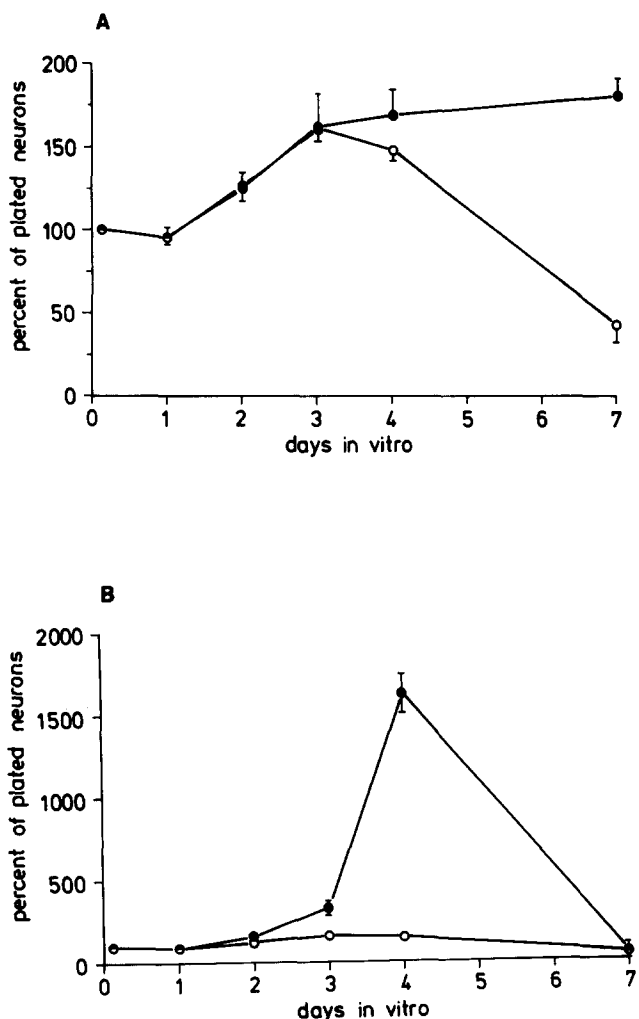 A
percent of plated neurons
200
150
100
50
0
0 1 2 3 4 5 6 7
days in vitro
B
percent of plated neurons
2000
1500
1000
500
0
0 1 2 3 4 5 6 7
days in vitro